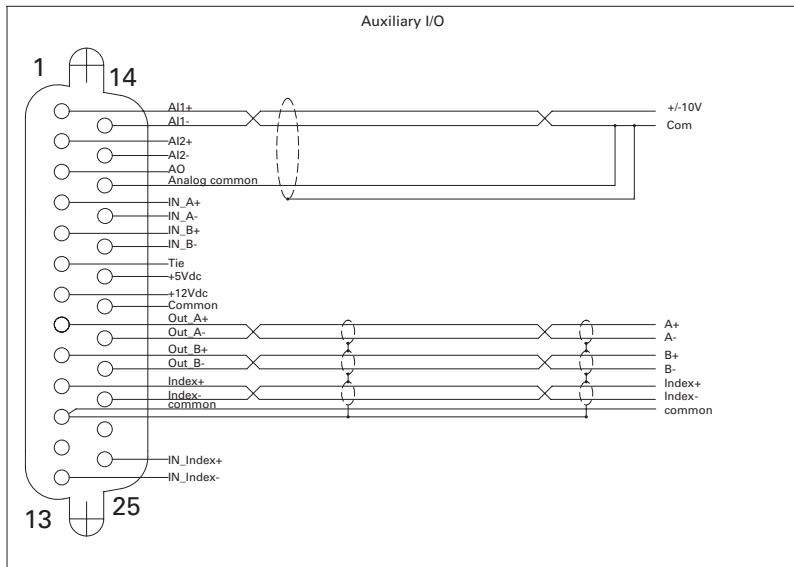 Auxiliary I/O
1
14
AI1+
+/-10V
AI1-
Com
AI2+
AI2-
AO
Analog common
IN_A+
IN_A-
IN_B+
IN_B-
Tie
+5Vdc
+12Vdc
Common
Out_A+
A+
Out_A-
A-
Out_B+
B+
Out_B-
B-
Index+
Index+
Index-
Index-
common
common
IN_Index+
IN_Index-
13
25